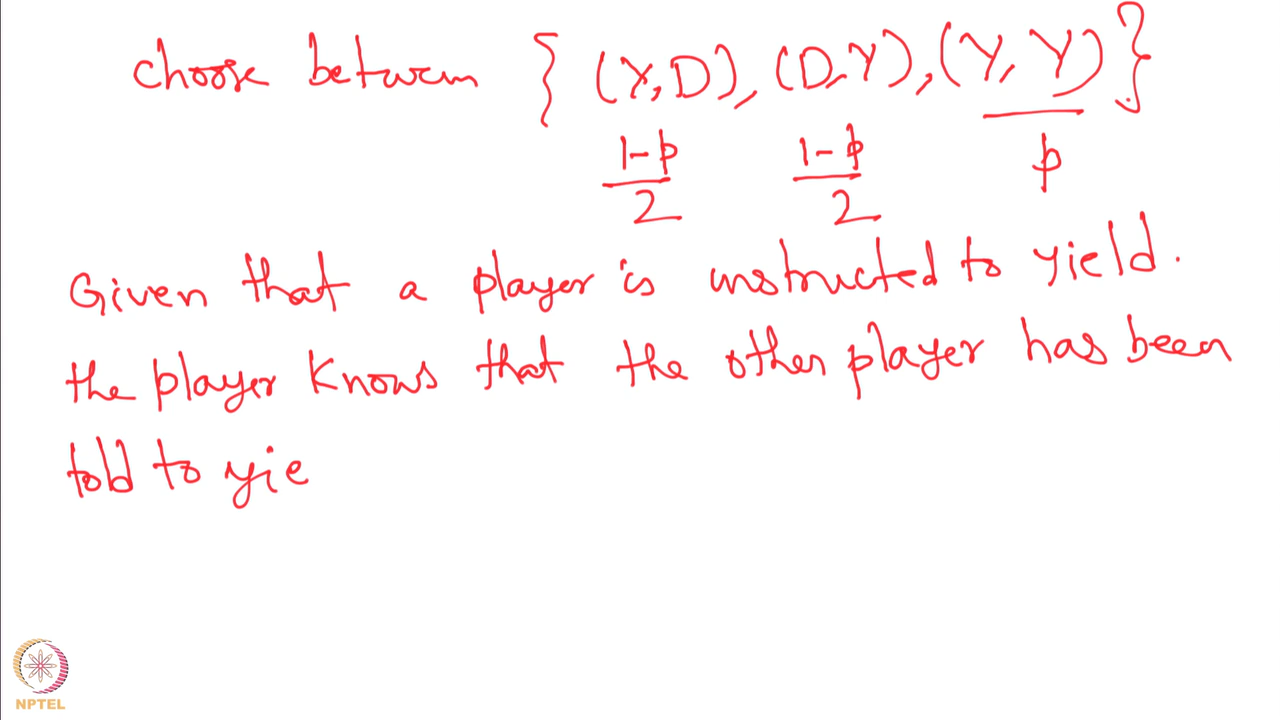 choose between { (Y, D), (D, Y), (Y, Y) }
1-p/2 1-p/2 p
Given that a player is instructed to yield.
the player knows that the other player has been
told to yie
NPTEL